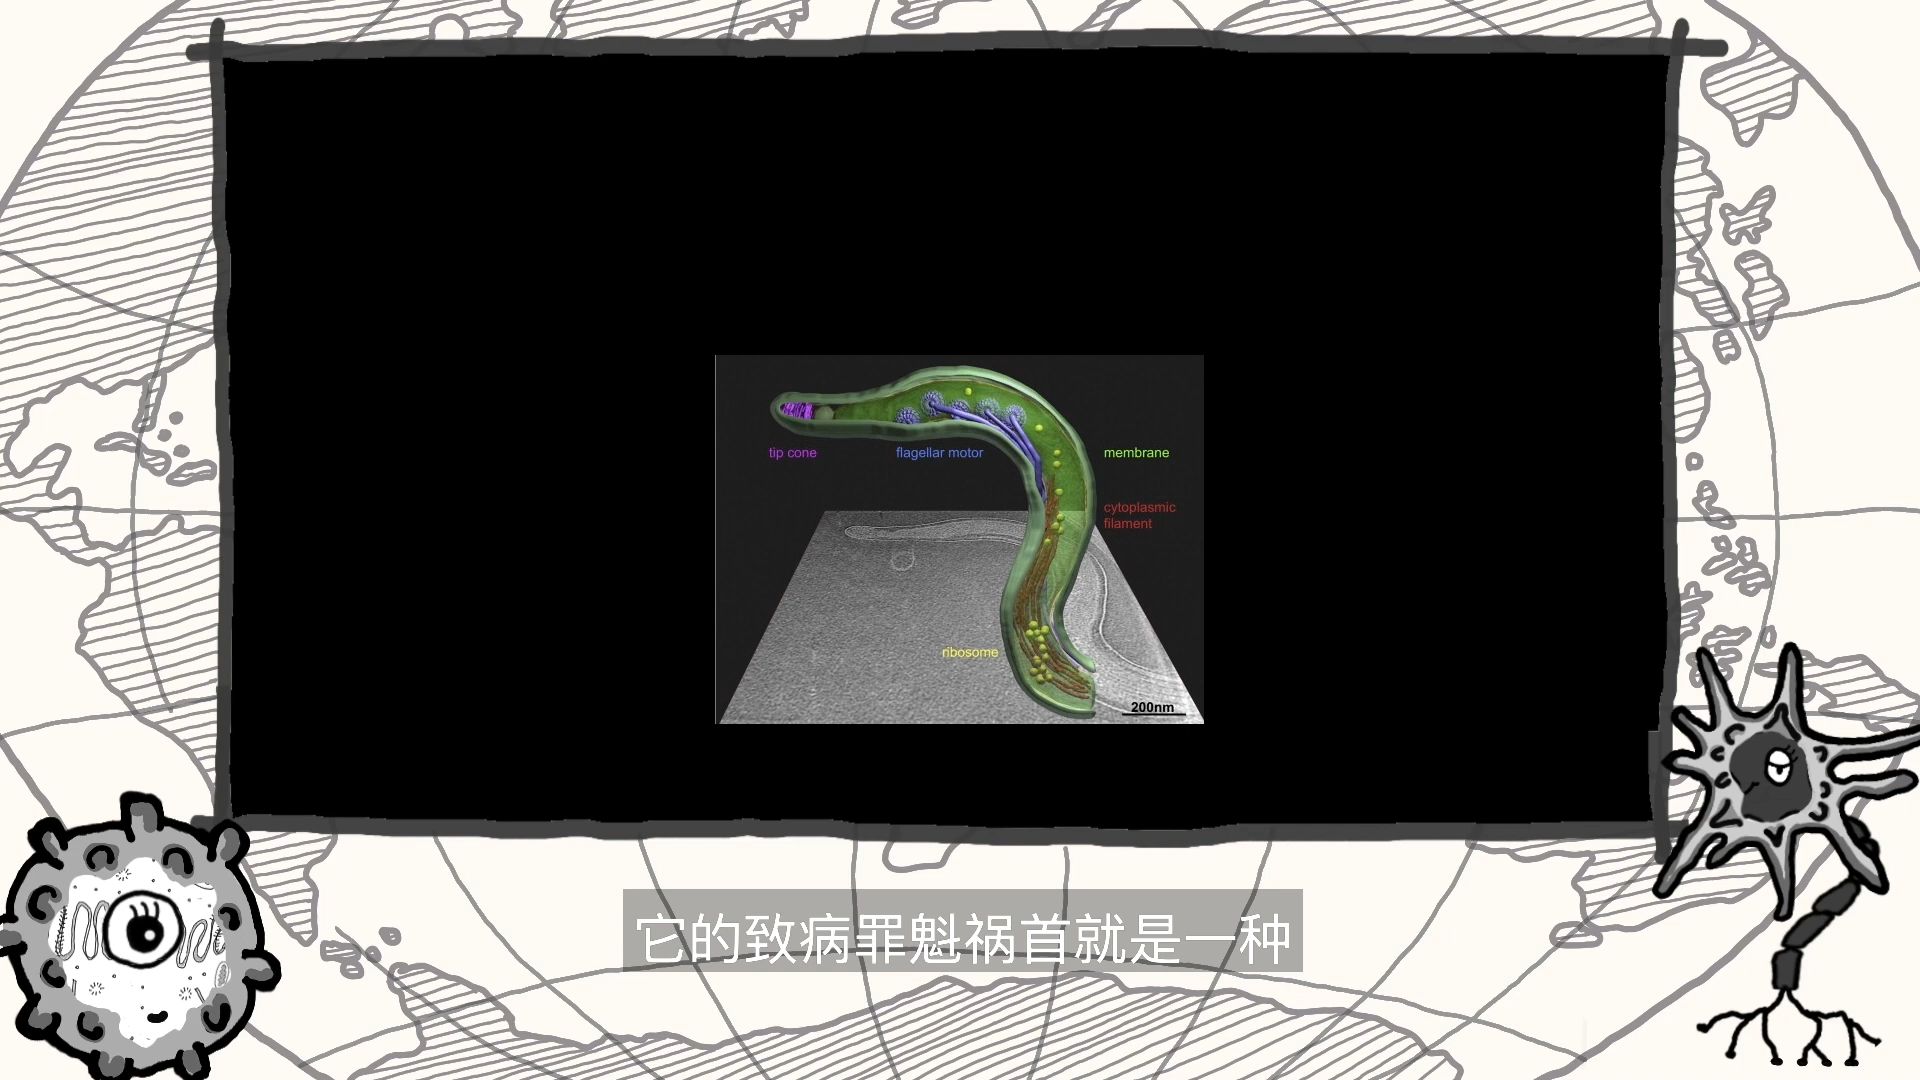 tip cone
flagellar motor
membrane
cytoplasmic
filament
ribosome
200nm
它的致病罪魁祸首就是一种